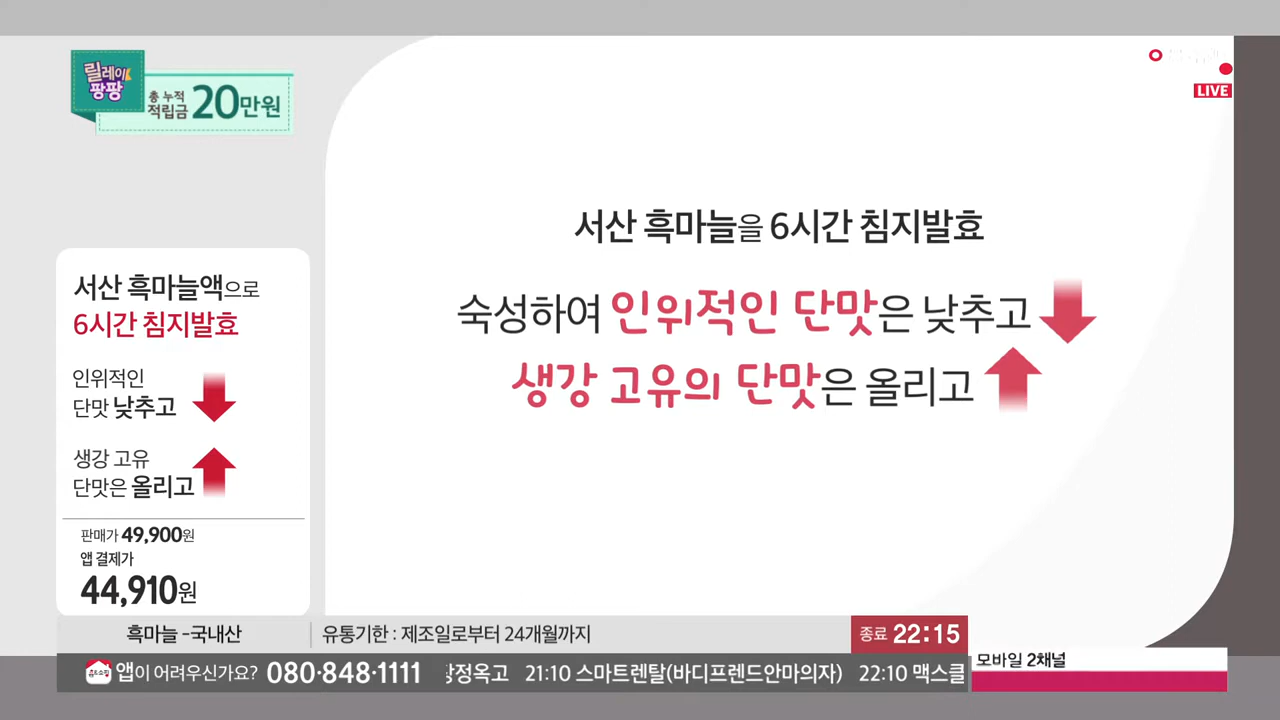 릴레이
팡팡
총 누적
적립금 20만원
LIVE
서산 흑마늘을 6시간 침지발효
숙성하여 인위적인 단맛은 낮추고
생강 고유의 단맛은 올리고
서산 흑마늘액으로
6시간 침지발효
인위적인
단맛 낮추고
생강 고유
단맛은 올리고
판매가 49,900원
앱 결제가
44,910원
흑마늘 -국내산
유통기한 : 제조일로부터 24개월까지
종료 22:15
앱이 어려우신가요? 080·848·1111
강정옥고 21:10 스마트렌탈(바디프렌드안마의자) 22:10 맥스클
모바일 2채널